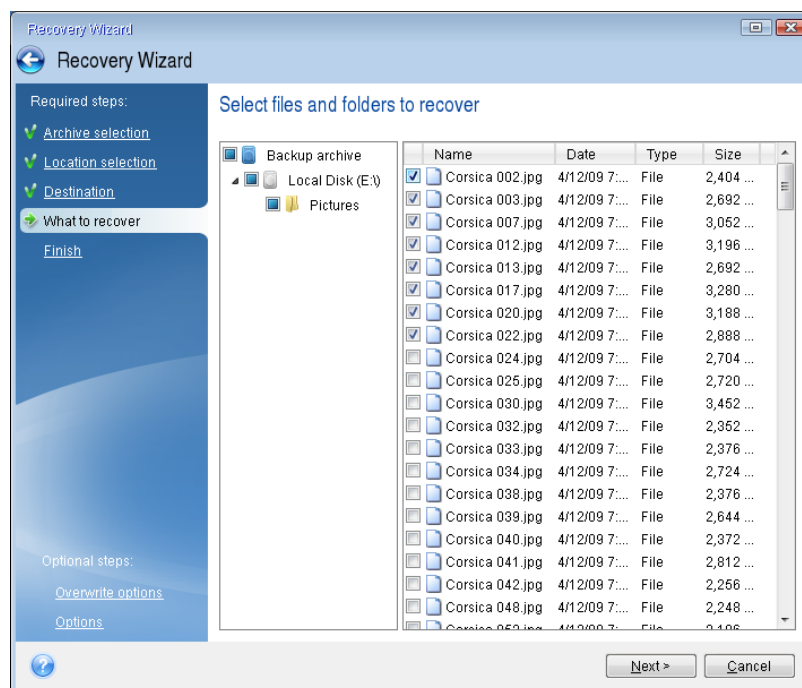 Recovery Wizard
Recovery Wizard
Required steps:
Archive selection
Location selection
Destination
What to recover
Finish
Optional steps:
Overwrite options
Options
Select files and folders to recover
Backup archive
Local Disk (E:\)
Pictures
Name Date Type Size
Corsica 002.jpg 4/12/09 7:... File 2,404 ...
Corsica 003.jpg 4/12/09 7:... File 2,692 ...
Corsica 007.jpg 4/12/09 7:... File 3,052 ...
Corsica 012.jpg 4/12/09 7:... File 3,196 ...
Corsica 013.jpg 4/12/09 7:... File 2,692 ...
Corsica 017.jpg 4/12/09 7:... File 3,280 ...
Corsica 020.jpg 4/12/09 7:... File 3,188 ...
Corsica 022.jpg 4/12/09 7:... File 2,888 ...
Corsica 024.jpg 4/12/09 7:... File 2,704 ...
Corsica 025.jpg 4/12/09 7:... File 2,720 ...
Corsica 030.jpg 4/12/09 7:... File 3,452 ...
Corsica 032.jpg 4/12/09 7:... File 2,352 ...
Corsica 033.jpg 4/12/09 7:... File 2,376 ...
Corsica 034.jpg 4/12/09 7:... File 2,724 ...
Corsica 038.jpg 4/12/09 7:... File 2,376 ...
Corsica 039.jpg 4/12/09 7:... File 2,644 ...
Corsica 040.jpg 4/12/09 7:... File 2,372 ...
Corsica 041.jpg 4/12/09 7:... File 2,812 ...
Corsica 042.jpg 4/12/09 7:... File 2,256 ...
Corsica 048.jpg 4/12/09 7:... File 2,248 ...
Next >
Cancel